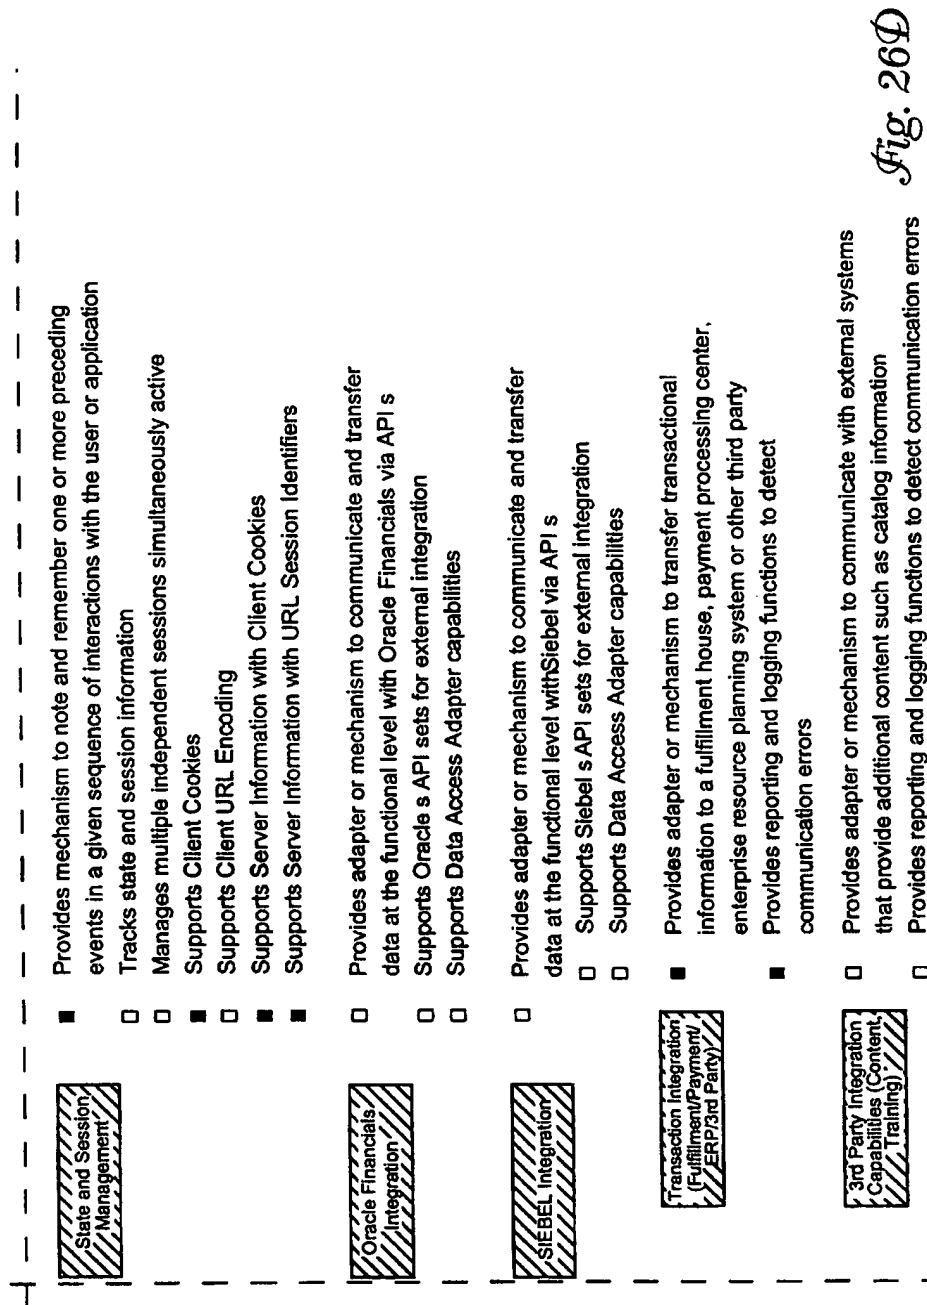 State and Session
Management
■ Provides mechanism to note and remember one or more preceding
events in a given sequence of interactions with the user or application
□ Tracks state and session information
□ Manages multiple independent sessions simultaneously active
■ Supports Client Cookies
□ Supports Client URL Encoding
■ Supports Server Information with Client Cookies
■ Supports Server Information with URL Session Identifiers
Oracle Financials
Integration
□ Provides adapter or mechanism to communicate and transfer
data at the functional level with Oracle Financials via API s
□ Supports Oracle s API sets for external integration
□ Supports Data Access Adapter capabilities
SIEBEL Integration
□ Provides adapter or mechanism to communicate and transfer
data at the functional level withSiebel via API s
□ Supports Siebel s API sets for external integration
□ Supports Data Access Adapter capabilities
Transaction Integration
(Fulfillment/Payment/
ERP/3rd Party)
■ Provides adapter or mechanism to transfer transactional
information to a fulfillment house, payment processing center,
enterprise resource planning system or other third party
■ Provides reporting and logging functions to detect
communication errors
3rd Party Integration
Capabilities (Content,
Training)
□ Provides adapter or mechanism to communicate with external systems
that provide additional content such as catalog information
□ Provides reporting and logging functions to detect communication errors
Fig. 26D